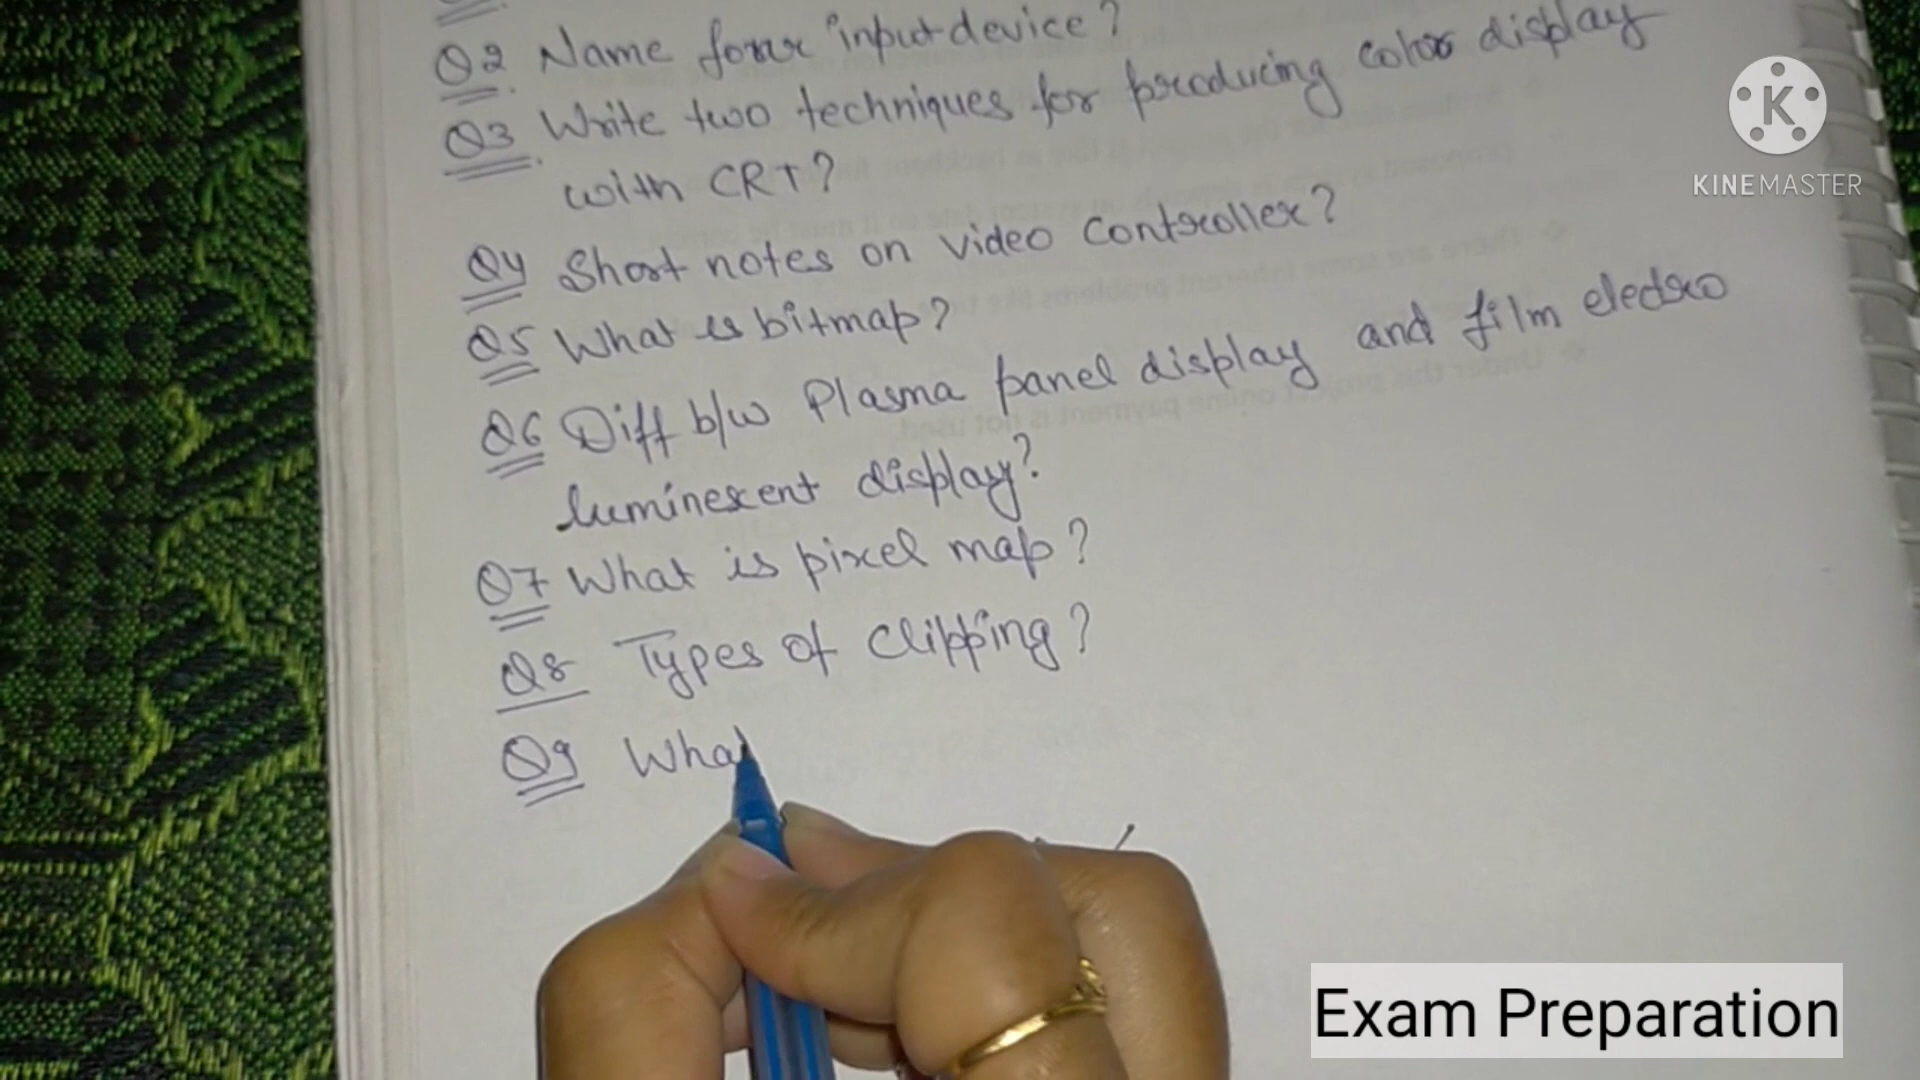 Q2 Name four input device?
Q3 Write two techniques for producing color display
with CRT?
Q4 Short notes on video controller?
Q5 What is bitmap?
Q6 Diff b/w Plasma panel display and film electro
luminescent display?
Q7 What is pixel map?
Q8 Types of clipping?
Q9 What
KINEMASTER
Exam Preparation